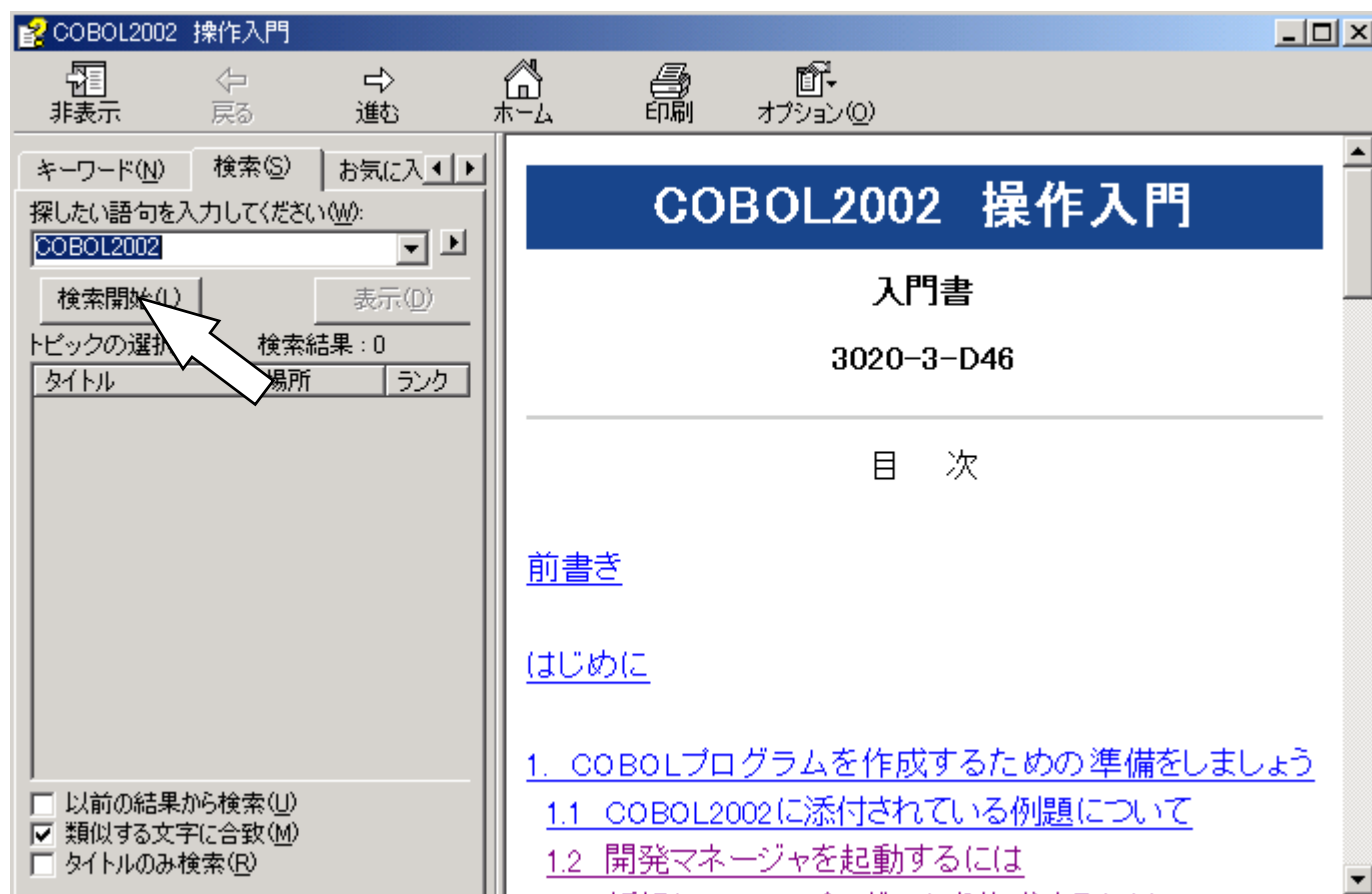 COBOL2002 操作入門
非表示 戻る 進む ホーム 印刷 オプション(O)
キーワード(N) 検索(S) お気に入
探したい語句を入力してください(W):
COBOL2002
検索開始(L) 表示(D)
トピックの選択 検索結果:0
タイトル 場所 ランク
以前の結果から検索(U)
類似する文字に合致(M)
タイトルのみ検索(R)
COBOL2002 操作入門
入門書
3020-3-D46
目 次
前書き
はじめに
1. COBOLプログラムを作成するための準備をしましょう
1.1 COBOL2002に添付されている例題について
1.2 開発マネージャを起動するには